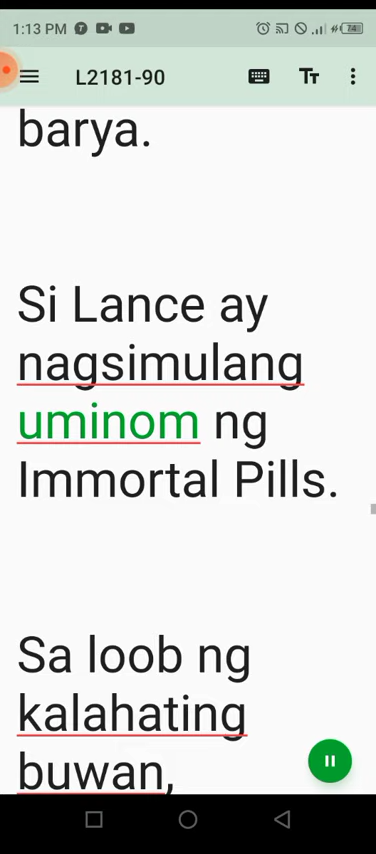 1:13 PM
74
L2181-90
barya.
Si Lance ay
nagsimulang
uminom ng
Immortal Pills.
Sa loob ng
kalahating
buwan,